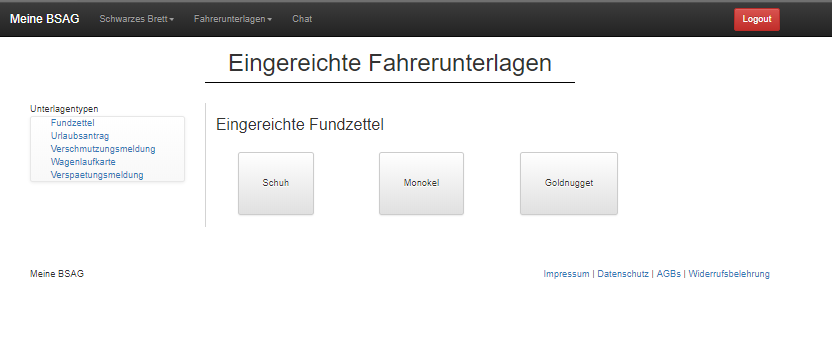 Meine BSAG Schwarzes Brett Fahrerunterlagen Chat Logout
Eingereichte Fahrerunterlagen
Unterlagentypen
Fundzettel
Urlaubsantrag
Verschmutzungsmeldung
Wagenlaufkarte
Verspaetungsmeldung
Eingereichte Fundzettel
Schuh Monokel Goldnugget
Meine BSAG Impressum | Datenschutz | AGBs | Widerrufsbelehrung